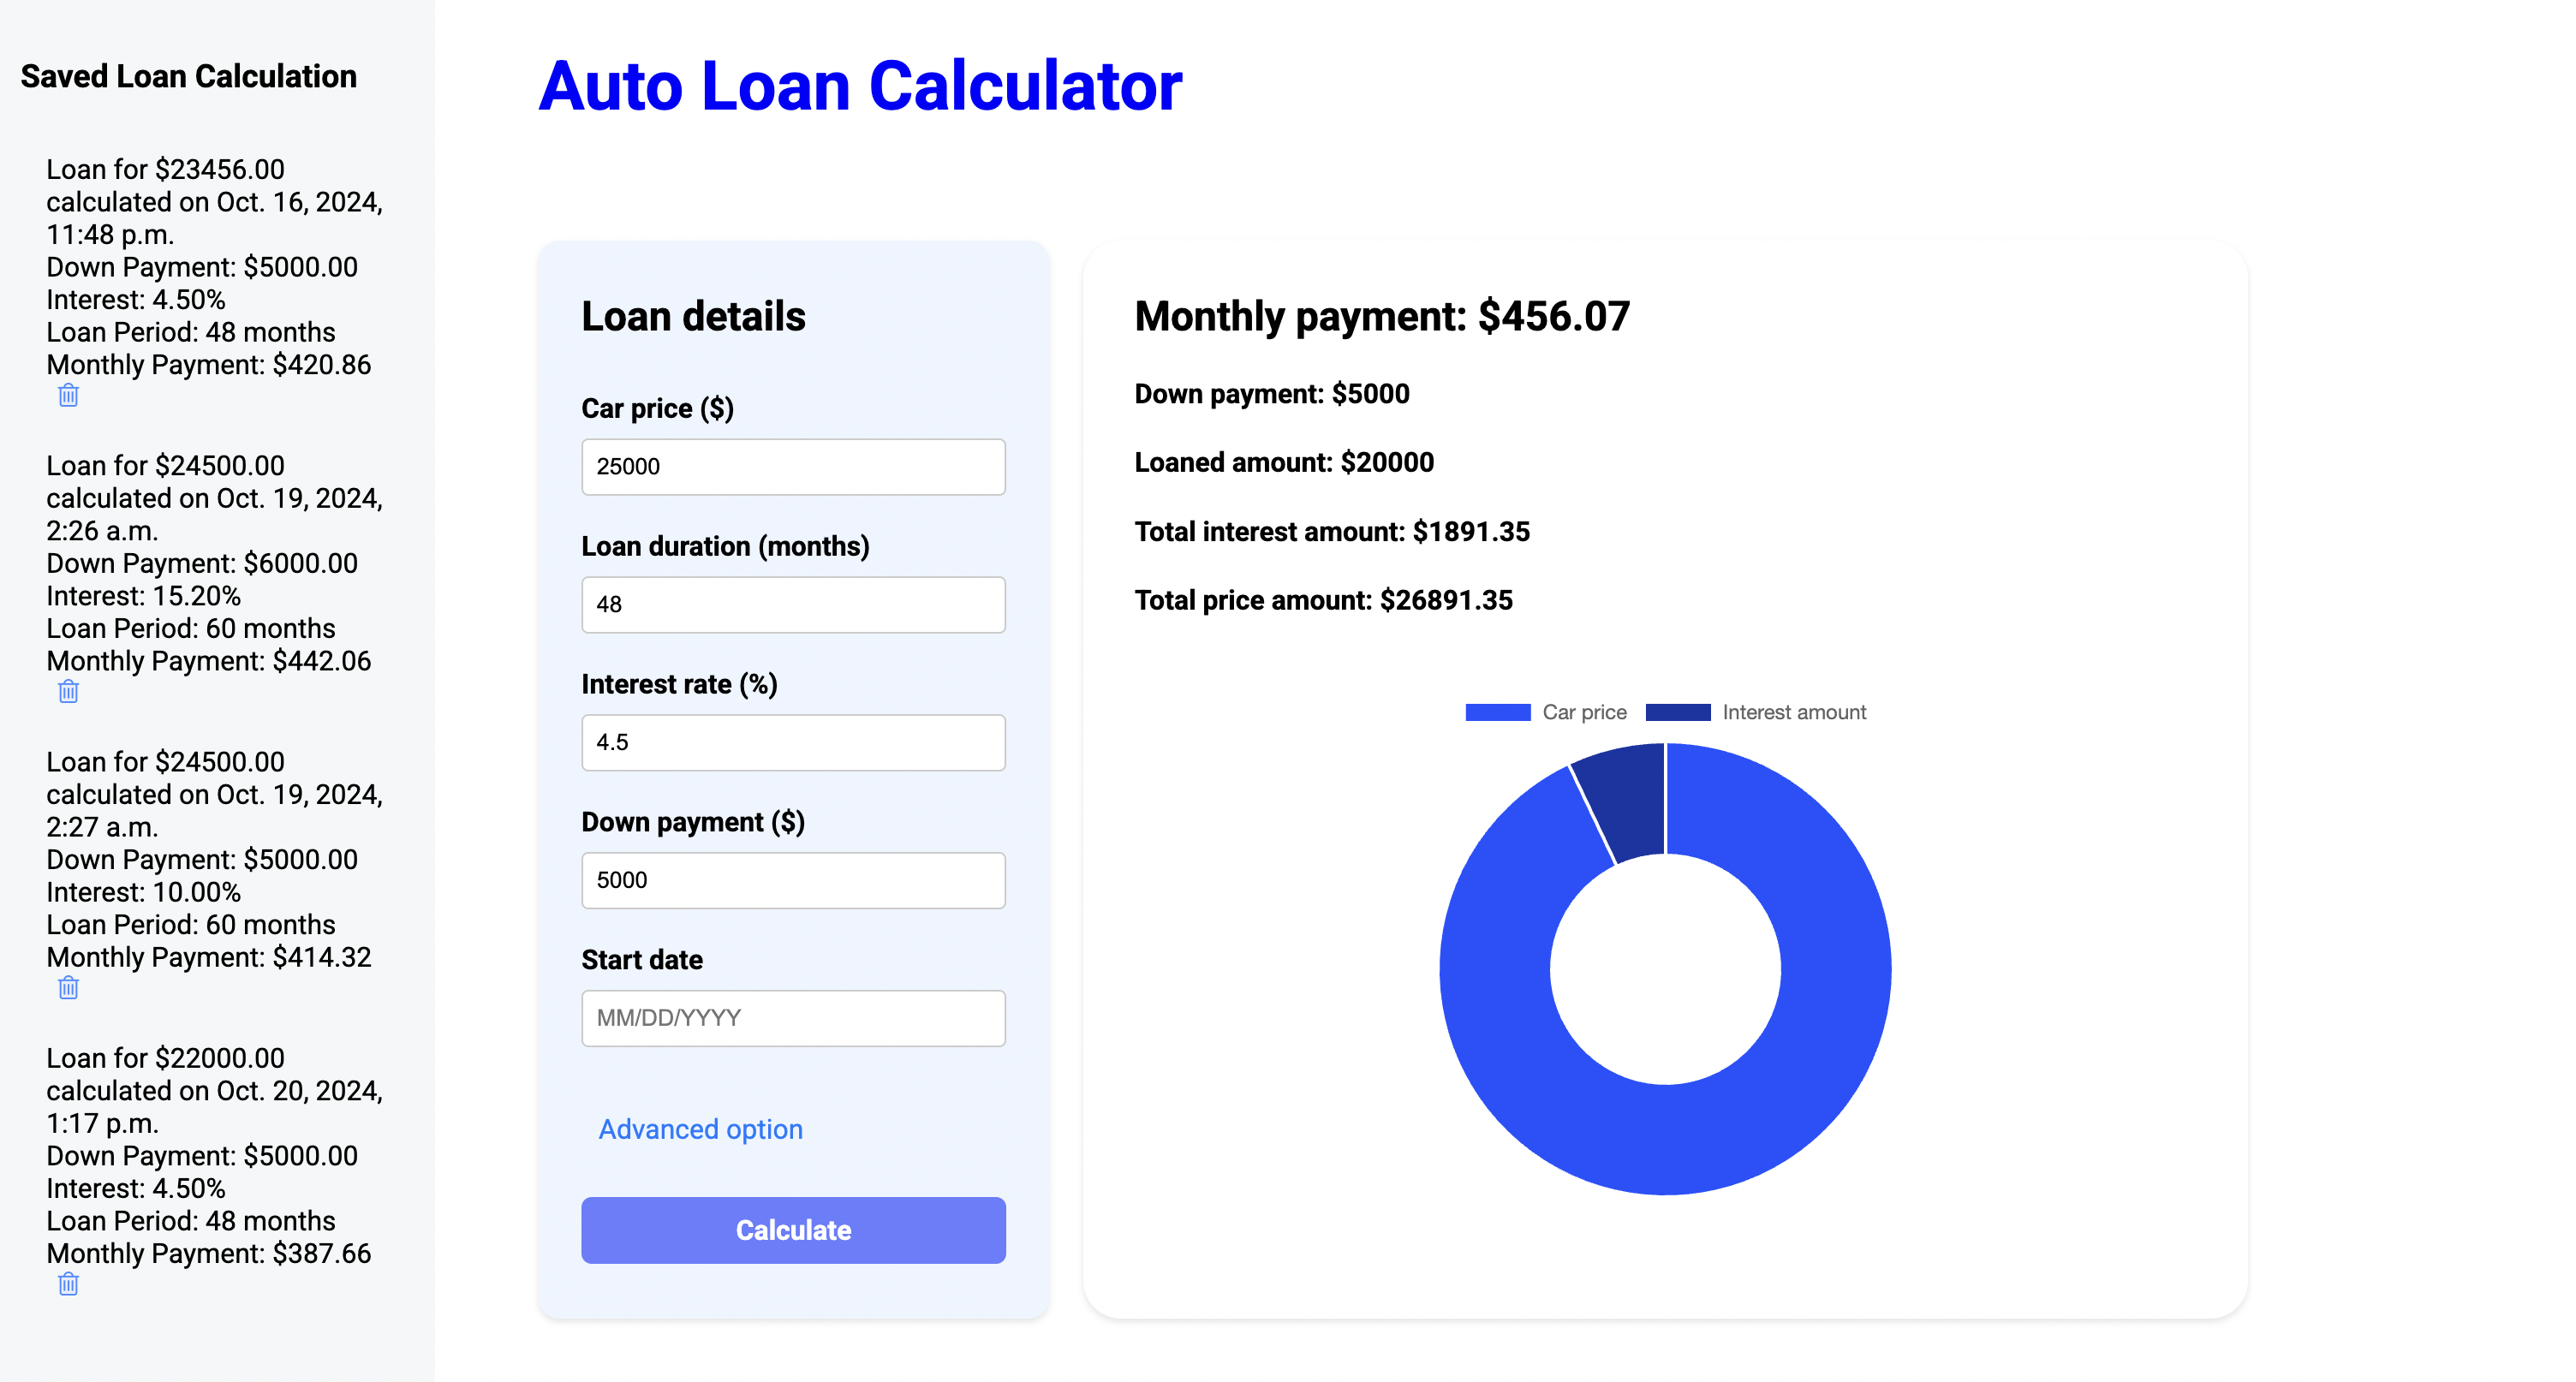 Saved Loan Calculation
Loan for $23456.00
calculated on Oct. 16, 2024,
11:48 p.m.
Down Payment: $5000.00
Interest: 4.50%
Loan Period: 48 months
Monthly Payment: $420.86
Loan for $24500.00
calculated on Oct. 19, 2024,
2:26 a.m.
Down Payment: $6000.00
Interest: 15.20%
Loan Period: 60 months
Monthly Payment: $442.06
Loan for $24500.00
calculated on Oct. 19, 2024,
2:27 a.m.
Down Payment: $5000.00
Interest: 10.00%
Loan Period: 60 months
Monthly Payment: $414.32
Loan for $22000.00
calculated on Oct. 20, 2024,
1:17 p.m.
Down Payment: $5000.00
Interest: 4.50%
Loan Period: 48 months
Monthly Payment: $387.66
Auto Loan Calculator
Loan details
Car price ($)
25000
Loan duration (months)
48
Interest rate (%)
4.5
Down payment ($)
5000
Start date
MM/DD/YYYY
Advanced option
Calculate
Monthly payment: $456.07
Down payment: $5000
Loaned amount: $20000
Total interest amount: $1891.35
Total price amount: $26891.35
Car price
Interest amount